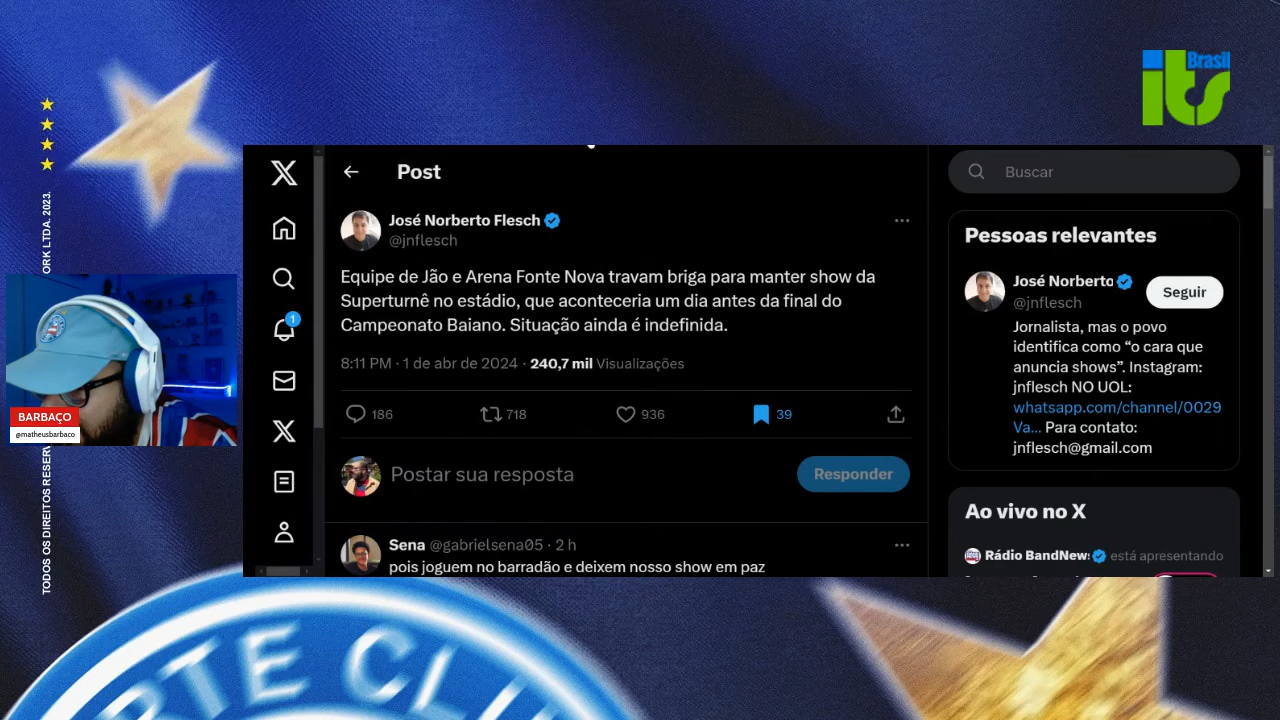 Brasil
its
TODOS OS DIREITOS RESERV
ORK LTDA. 2023.
BARBAÇO
@matheusbarbaco
Post
José Norberto Flesch
@jnflesch
Equipe de Jão e Arena Fonte Nova travam briga para manter show da
Superturnê no estádio, que aconteceria um dia antes da final do
Campeonato Baiano. Situação ainda é indefinida.
8:11 PM · 1 de abr de 2024 · 240,7 mil Visualizações
186 718 936 39
Postar sua resposta
Responder
Sena @gabrielsena05 · 2 h
pois joguem no barradão e deixem nosso show em paz
1
Buscar
Pessoas relevantes
José Norberto
@jnflesch
Seguir
Jornalista, mas o povo
identifica como “o cara que
anuncia shows”. Instagram:
jnflesch NO UOL:
whatsapp.com/channel/0029
Va... Para contato:
jnflesch@gmail.com
Ao vivo no X
Rádio BandNew está apresentando
RTE CLU